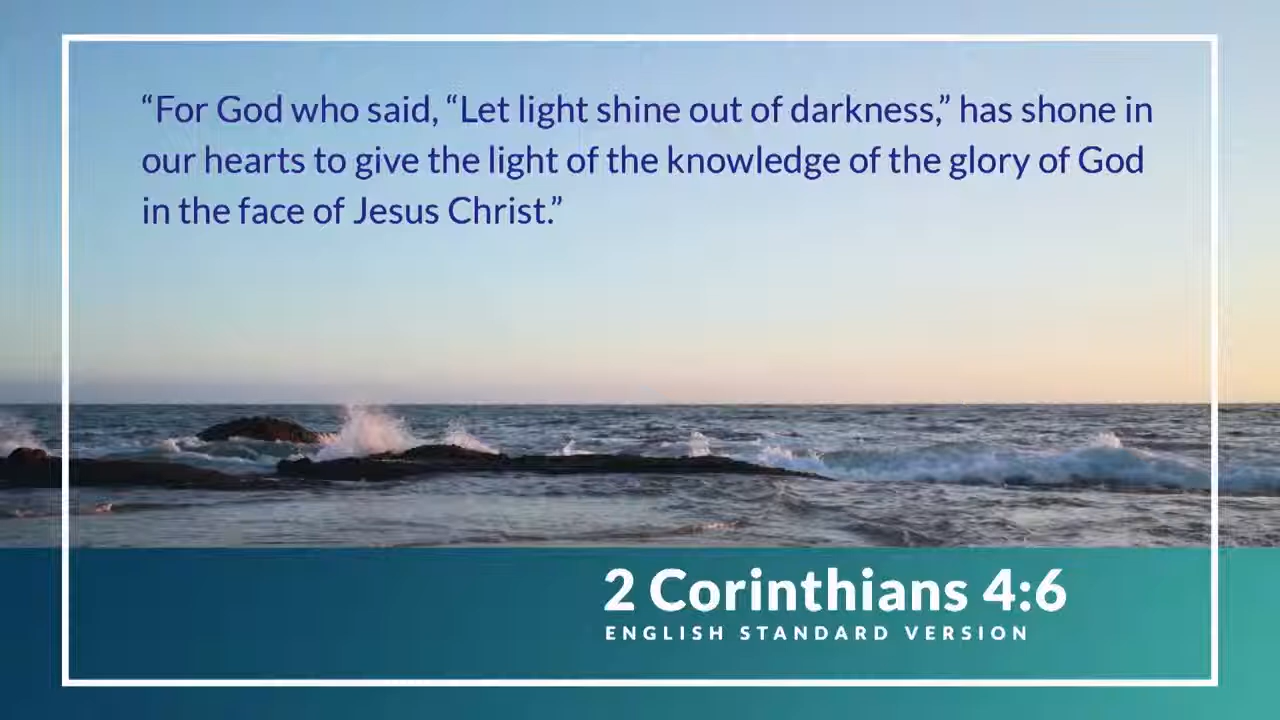 “For God who said, “Let light shine out of darkness,” has shone in
our hearts to give the light of the knowledge of the glory of God
in the face of Jesus Christ.”
2 Corinthians 4:6
ENGLISH STANDARD VERSION